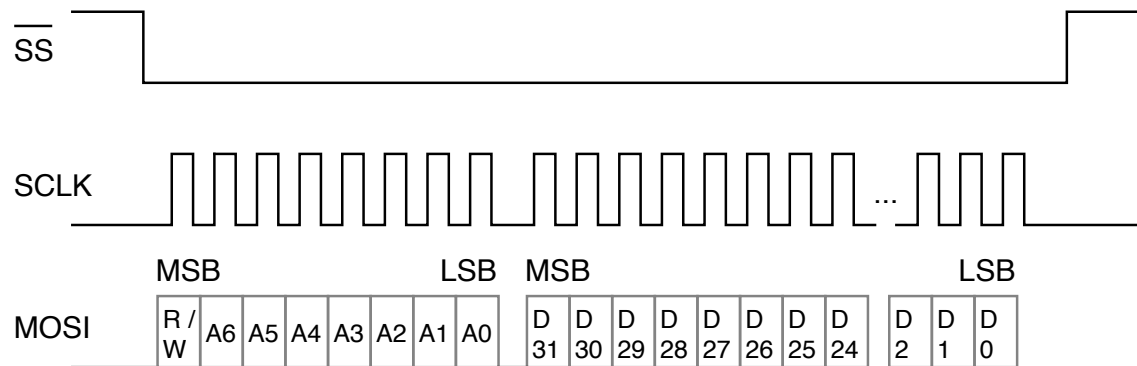 SS
SCLK
...
MSB LSB MSB LSB
MOSI R / W A6 A5 A4 A3 A2 A1 A0 D 31 D 30 D 29 D 28 D 27 D 26 D 25 D 24 D 2 D 1 D 0